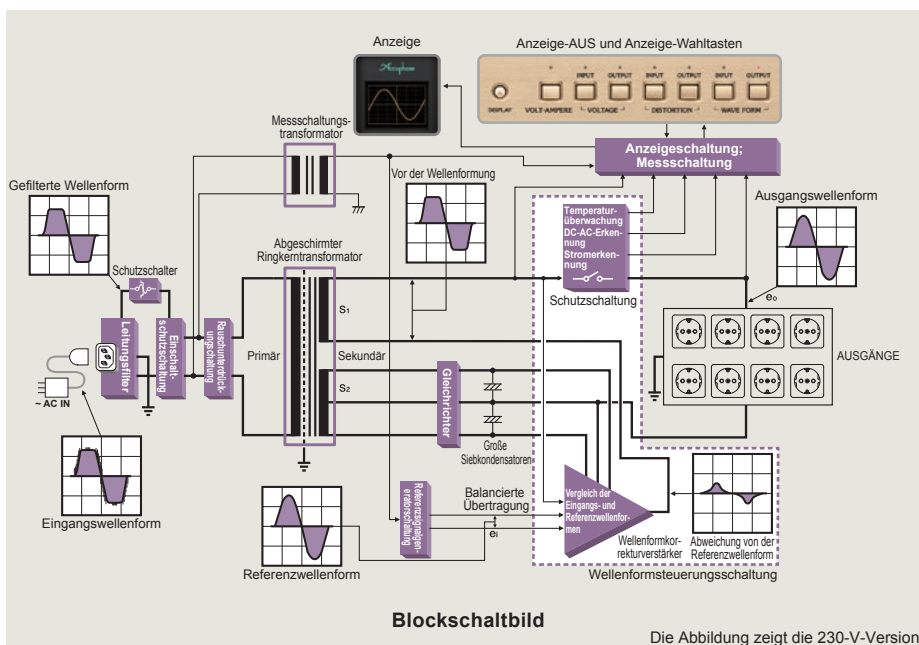 Anzeige
Anzeige-AUS und Anzeige-Wahltasten
Accuphase
INPUT
OUTPUT
INPUT
OUTPUT
INPUT
OUTPUT
DISPLAY
VOLT-AMPERE
VOLTAGE
DISTORTION
WAVE FORM
Messschaltungs-
transformator
Anzeigeschaltung;
Messschaltung
Gefilterte Wellenform
Vor der Wellenformung
Ausgangswellenform
Temperatur-
überwachung
DC-AC-Erken-
nung
Stromerken-
nung
Schutzschaltung
Abgeschirmter
Ringkerntransformator
Schutzschalter
eo
S1
Leitungsfilter
Einschalt-
schutzschaltung
Rauschunterdrück-
ungschaltung
Primär
Sekundär
AUSGÄNGE
S2
Gleichrichter
~ AC IN
Große
Siebkondensatoren
Eingangswellenform
Referenzsignalgen-
eratorschaltung
Balancierte
Übertragung
ei
Vergleich der
Eingangs- und
Referenzwellenfor-
men
Wellenformkor-
rekturverstärker
Abweichung von der
Referenzwellenform
Referenzwellenform
Wellenformsteuerungsschaltung
Blockschaltbild
Die Abbildung zeigt die 230-V-Version